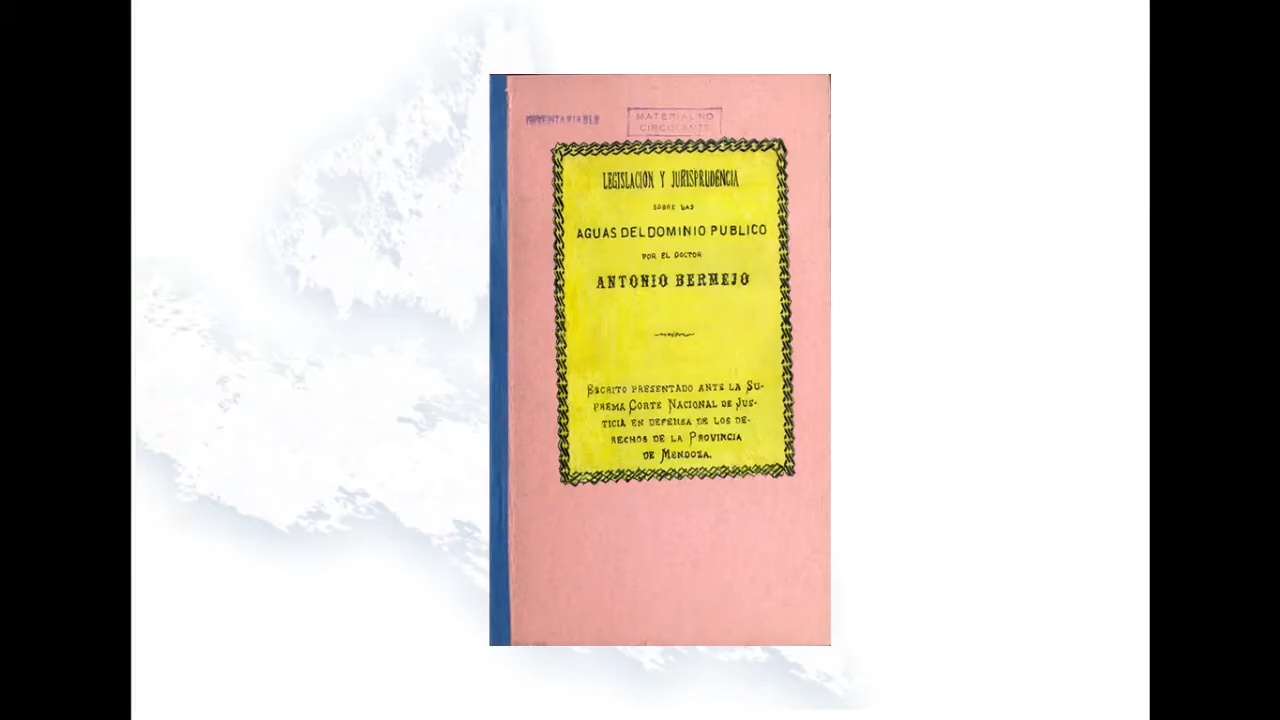 INVENTARIABLE
MATERIAL NO
CIRCULANTE
LEGISLACION Y JURISPRUDENCIA
SOBRE LAS
AGUAS DEL DOMINIO PUBLICO
POR EL DOCTOR
ANTONIO BERMEJO
ESCRITO PRESENTADO ANTE LA SU-
PREMA CORTE NACIONAL DE JUS-
TICIA EN DEFENSA DE LOS DE-
RECHOS DE LA PROVINCIA
DE MENDOZA.